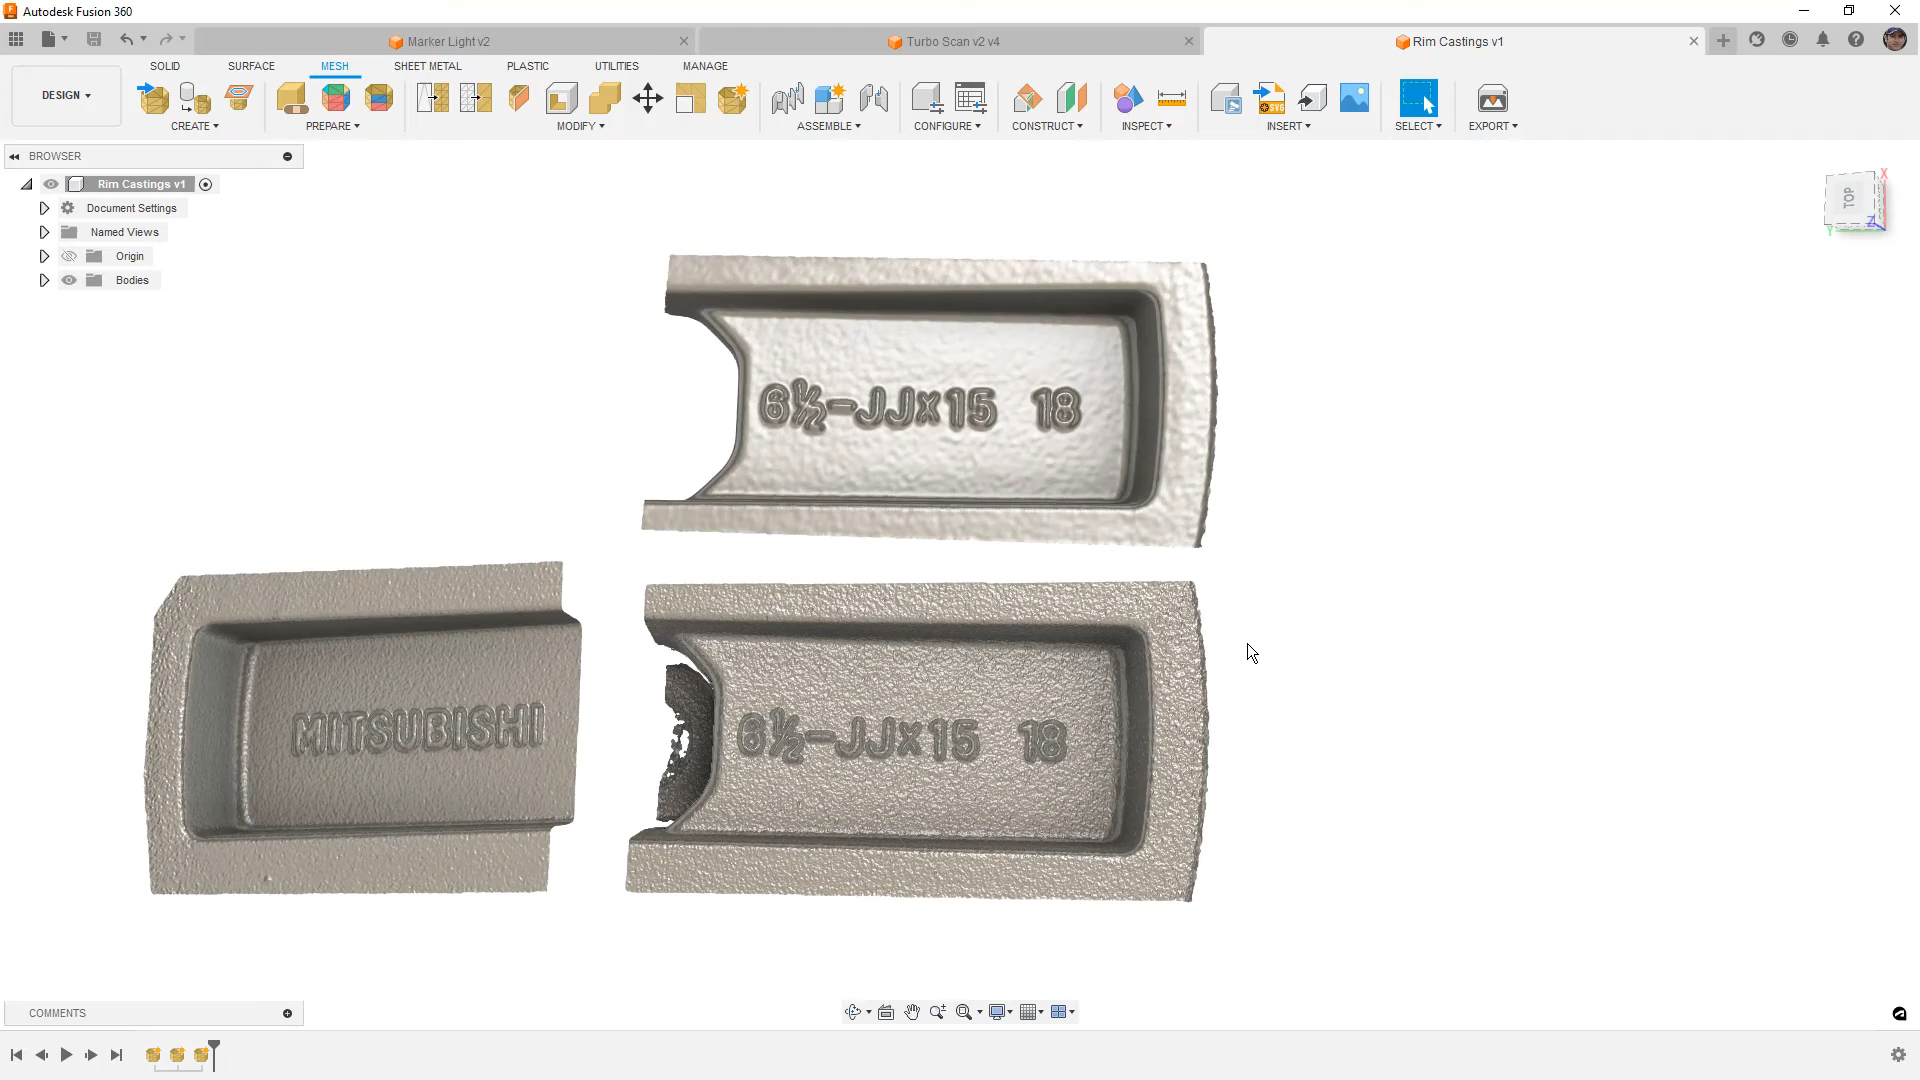 Autodesk Fusion 360
Marker Light v2
Turbo Scan v2 v4
Rim Castings v1
DESIGN
SOLID
SURFACE
MESH
SHEET METAL
PLASTIC
UTILITIES
MANAGE
CREATE
PREPARE
MODIFY
ASSEMBLE
CONFIGURE
CONSTRUCT
INSPECT
INSERT
SELECT
EXPORT
BROWSER
Rim Castings v1
Document Settings
Named Views
Origin
Bodies
TOP
X
Y
Z
6½-JJX15 18
MITSUBISHI
6½-JJX15 18
COMMENTS